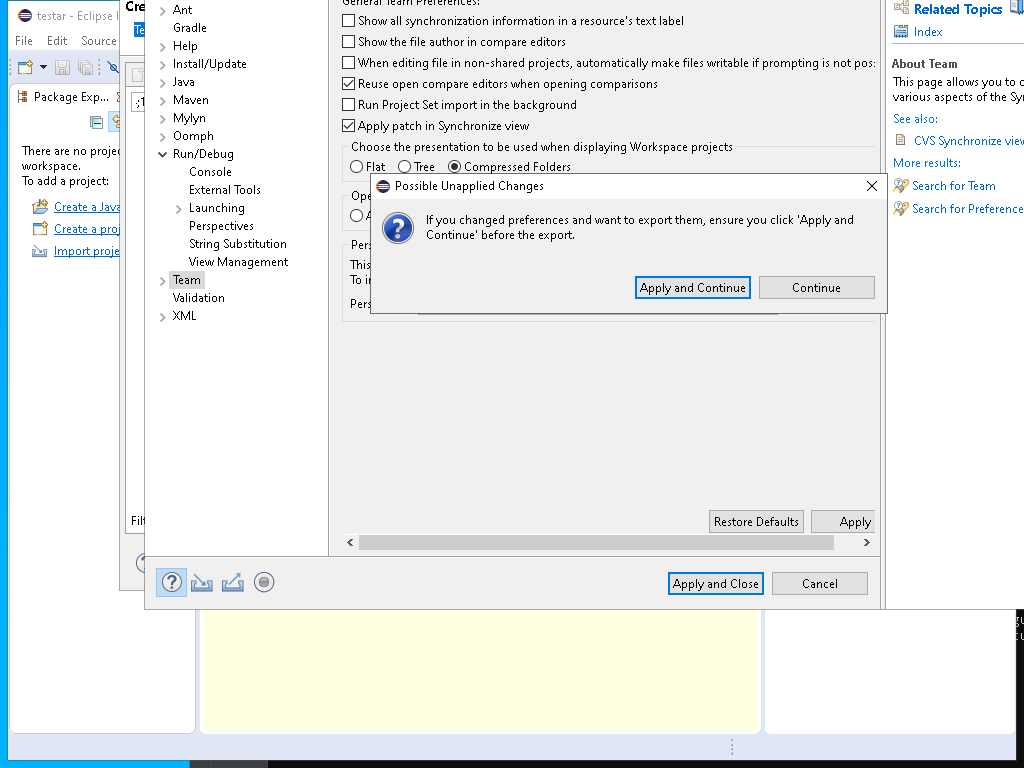 testar - Eclipse I
File Edit Source
Package Exp...
There are no projec
workspace.
To add a project:
Create a Java
Create a proj
Import proje
Cre
Te
Ant
Gradle
Help
Install/Update
Java
Maven
Mylyn
Oomph
Run/Debug
Console
External Tools
Launching
Perspectives
String Substitution
View Management
Team
Validation
XML
General Team Preferences:
Show all synchronization information in a resource's text label
Show the file author in compare editors
When editing file in non-shared projects, automatically make files writable if prompting is not pos:
Reuse open compare editors when opening comparisons
Run Project Set import in the background
Apply patch in Synchronize view
Choose the presentation to be used when displaying Workspace projects
Flat Tree Compressed Folders
Ope
Pers
This
To in
Pers
Possible Unapplied Changes
If you changed preferences and want to export them, ensure you click 'Apply and
Continue' before the export.
Apply and Continue Continue
Restore Defaults Apply
Filt
Apply and Close Cancel
Related Topics
Index
About Team
This page allows you to c
various aspects of the Syn
See also:
CVS Synchronize view
More results:
Search for Team
Search for Preference